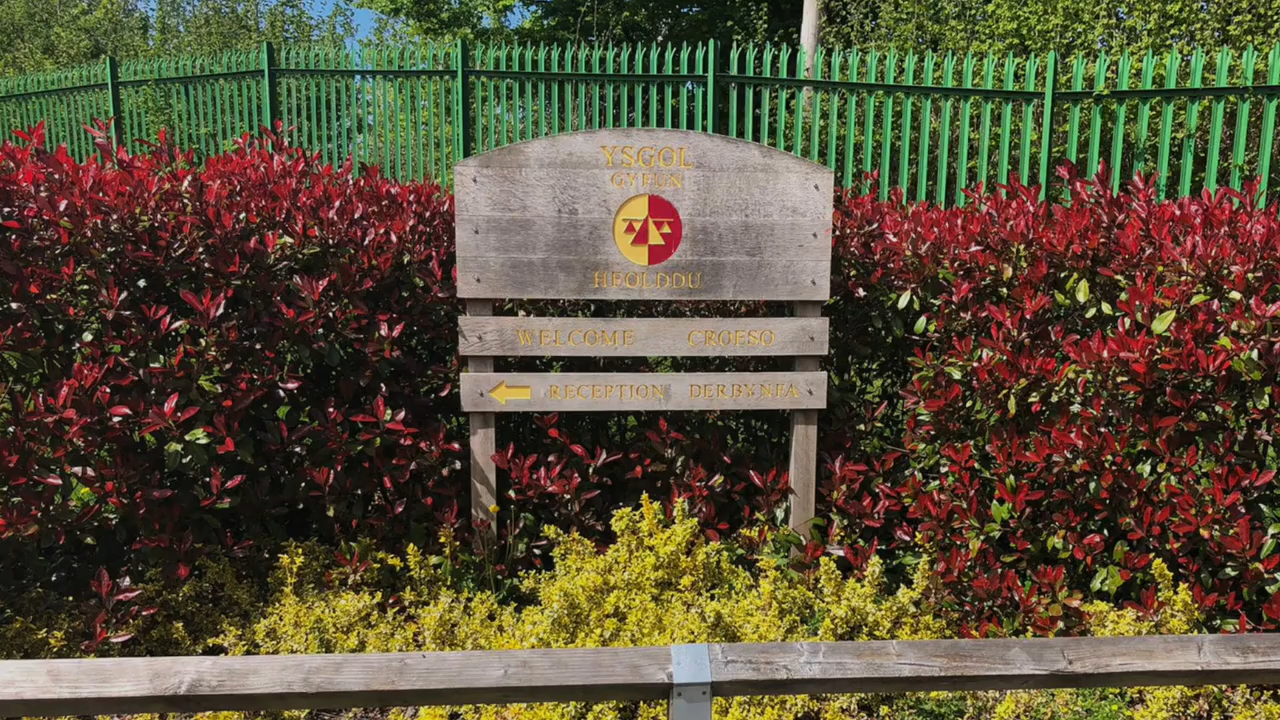 YSGOL
GYFUN
HEOLDDU
WELCOME CROESO
RECEPTION DERBYNFA